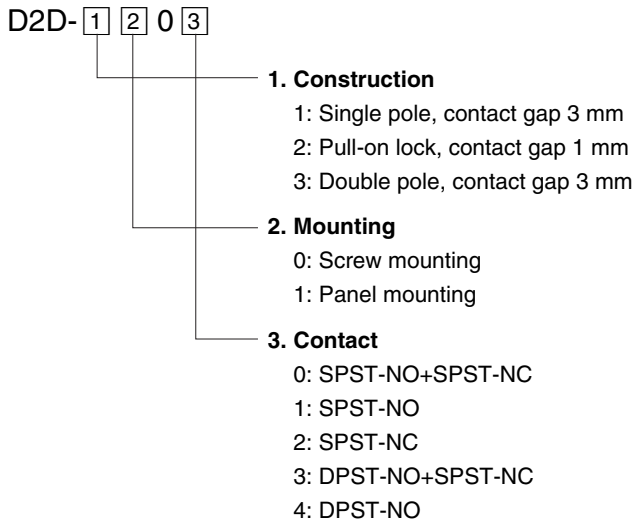 D2D- 1 2 0 3
1. Construction
1: Single pole, contact gap 3 mm
2: Pull-on lock, contact gap 1 mm
3: Double pole, contact gap 3 mm
2. Mounting
0: Screw mounting
1: Panel mounting
3. Contact
0: SPST-NO+SPST-NC
1: SPST-NO
2: SPST-NC
3: DPST-NO+SPST-NC
4: DPST-NO